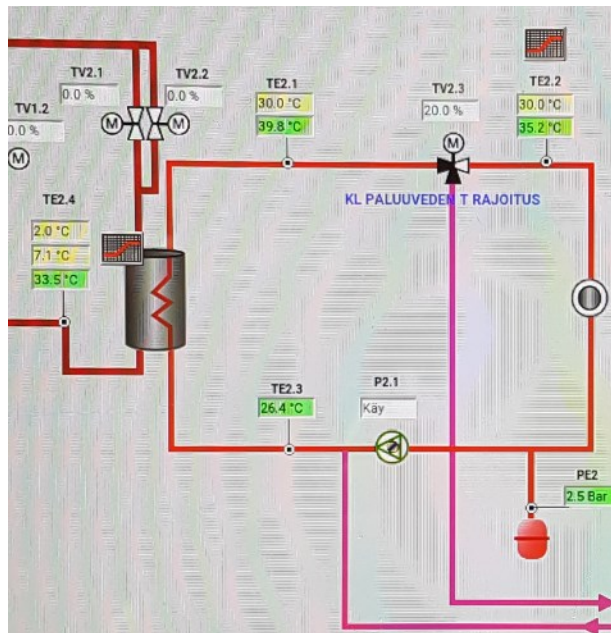 TV2.1
0.0 %
TV2.2
0.0 %
TV1.2
0.0 %
M
M
M
TE2.1
30.0 °C
39.8 °C
TV2.3
20.0 %
M
TE2.2
30.0 °C
35.2 °C
KL PALUUVEDEN T RAJOITUS
TE2.4
2.0 °C
7.1 °C
33.5 °C
TE2.3
26.4 °C
P2.1
Käy
PE2
2.5 Bar